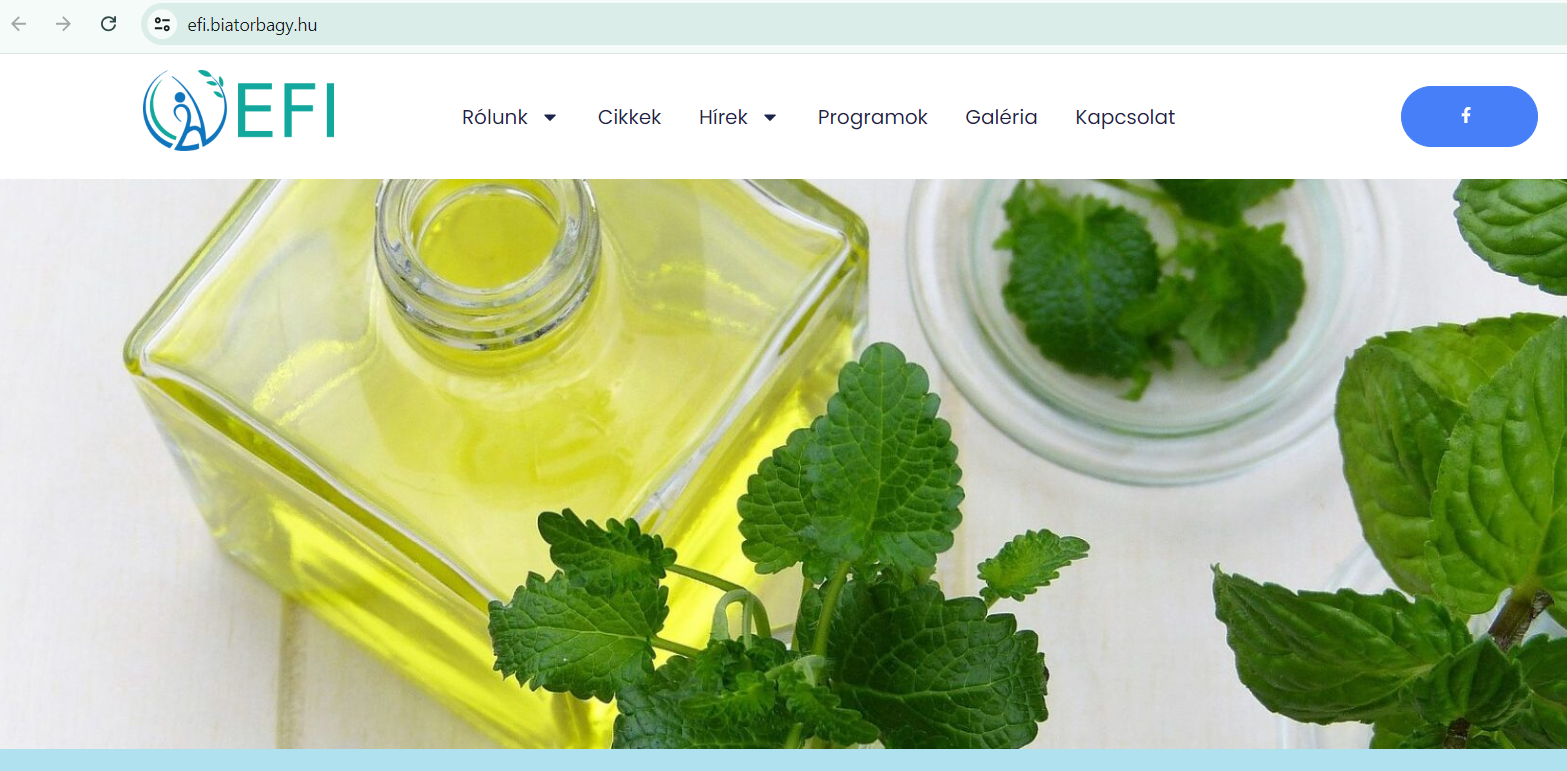 efi.biatorbagy.hu
EFI
Rólunk Cikkek Hírek Programok Galéria Kapcsolat